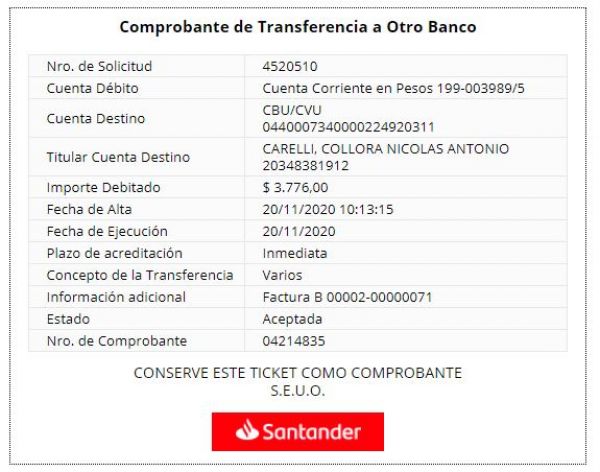 Comprobante de Transferencia a Otro Banco
Nro. de Solicitud 4520510
Cuenta Débito Cuenta Corriente en Pesos 199-003989/5
Cuenta Destino CBU/CVU
0440007340000224920311
Titular Cuenta Destino CARELLI, COLLORA NICOLAS ANTONIO
20348381912
Importe Debitado $ 3.776,00
Fecha de Alta 20/11/2020 10:13:15
Fecha de Ejecución 20/11/2020
Plazo de acreditación Inmediata
Concepto de la Transferencia Varios
Información adicional Factura B 00002-00000071
Estado Aceptada
Nro. de Comprobante 04214835
CONSERVE ESTE TICKET COMO COMPROBANTE
S.E.U.O.
Santander